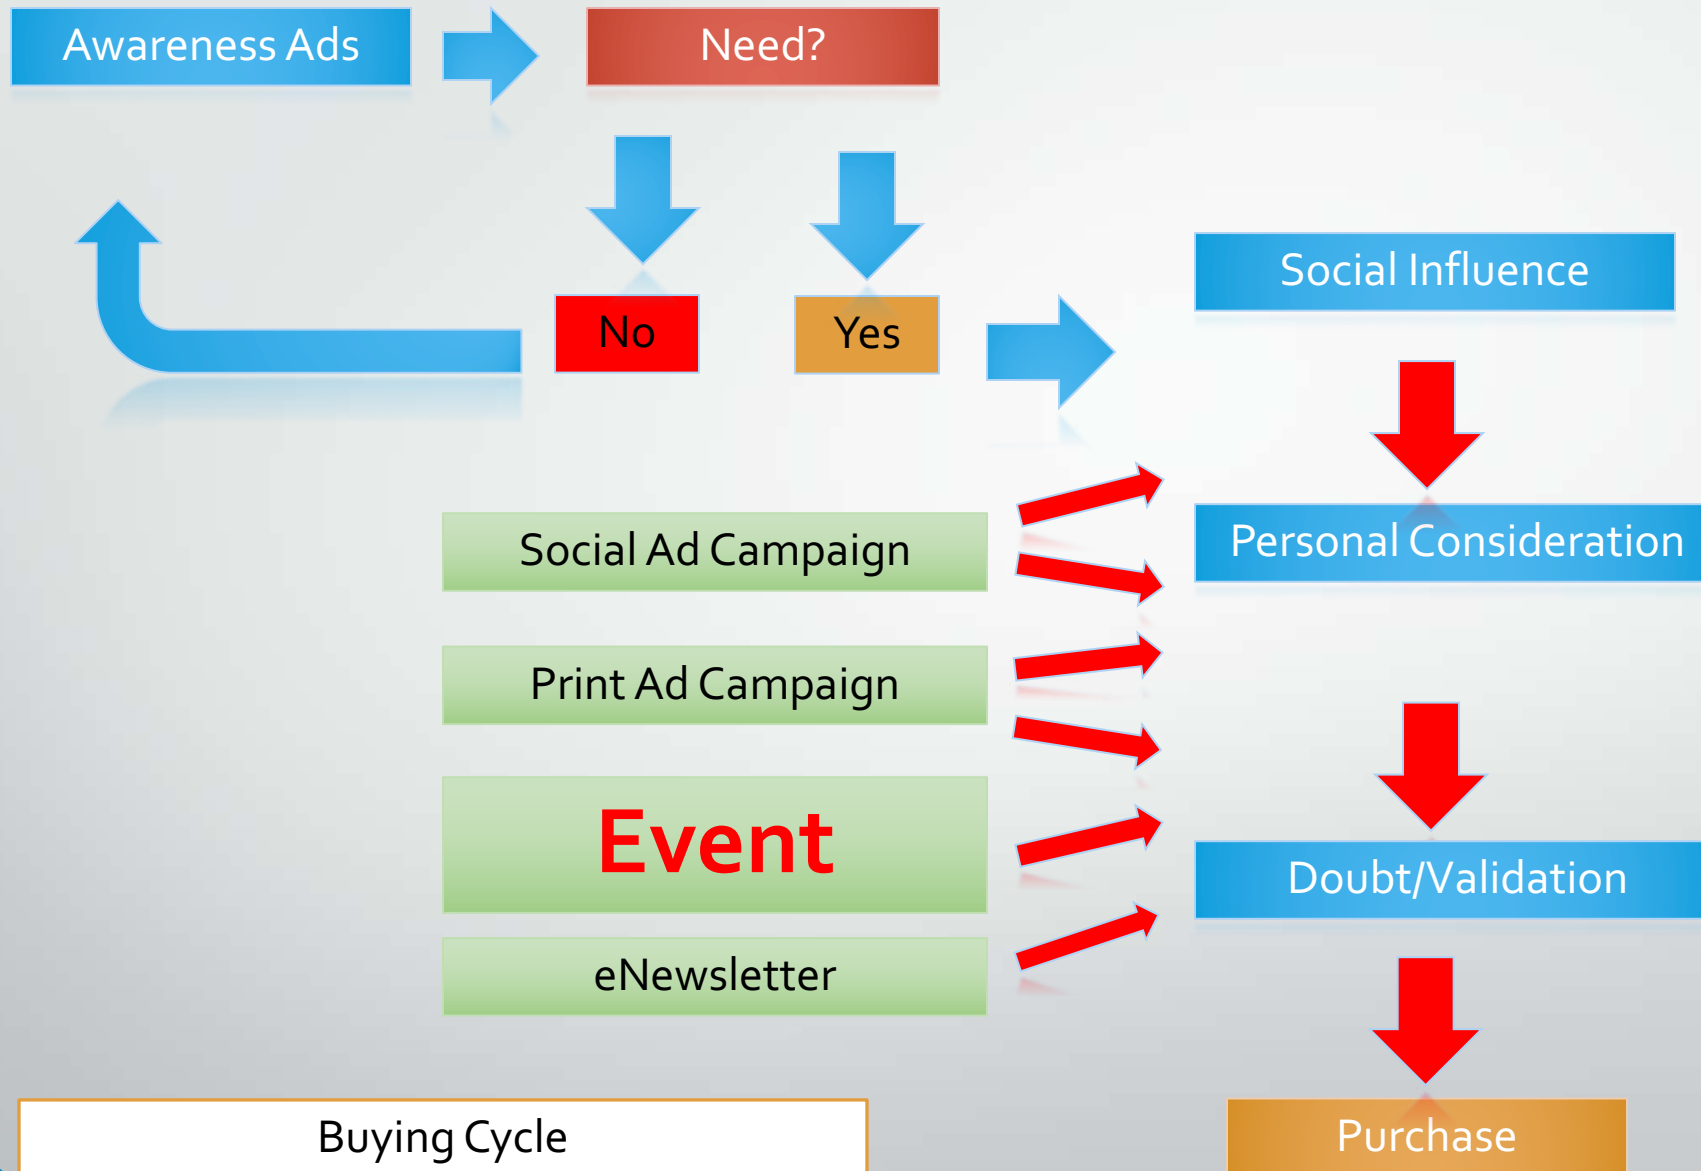 Awareness Ads
Need?
No
Yes
Social Influence
Personal Consideration
Social Ad Campaign
Print Ad Campaign
Event
Doubt/Validation
eNewsletter
Buying Cycle
Purchase